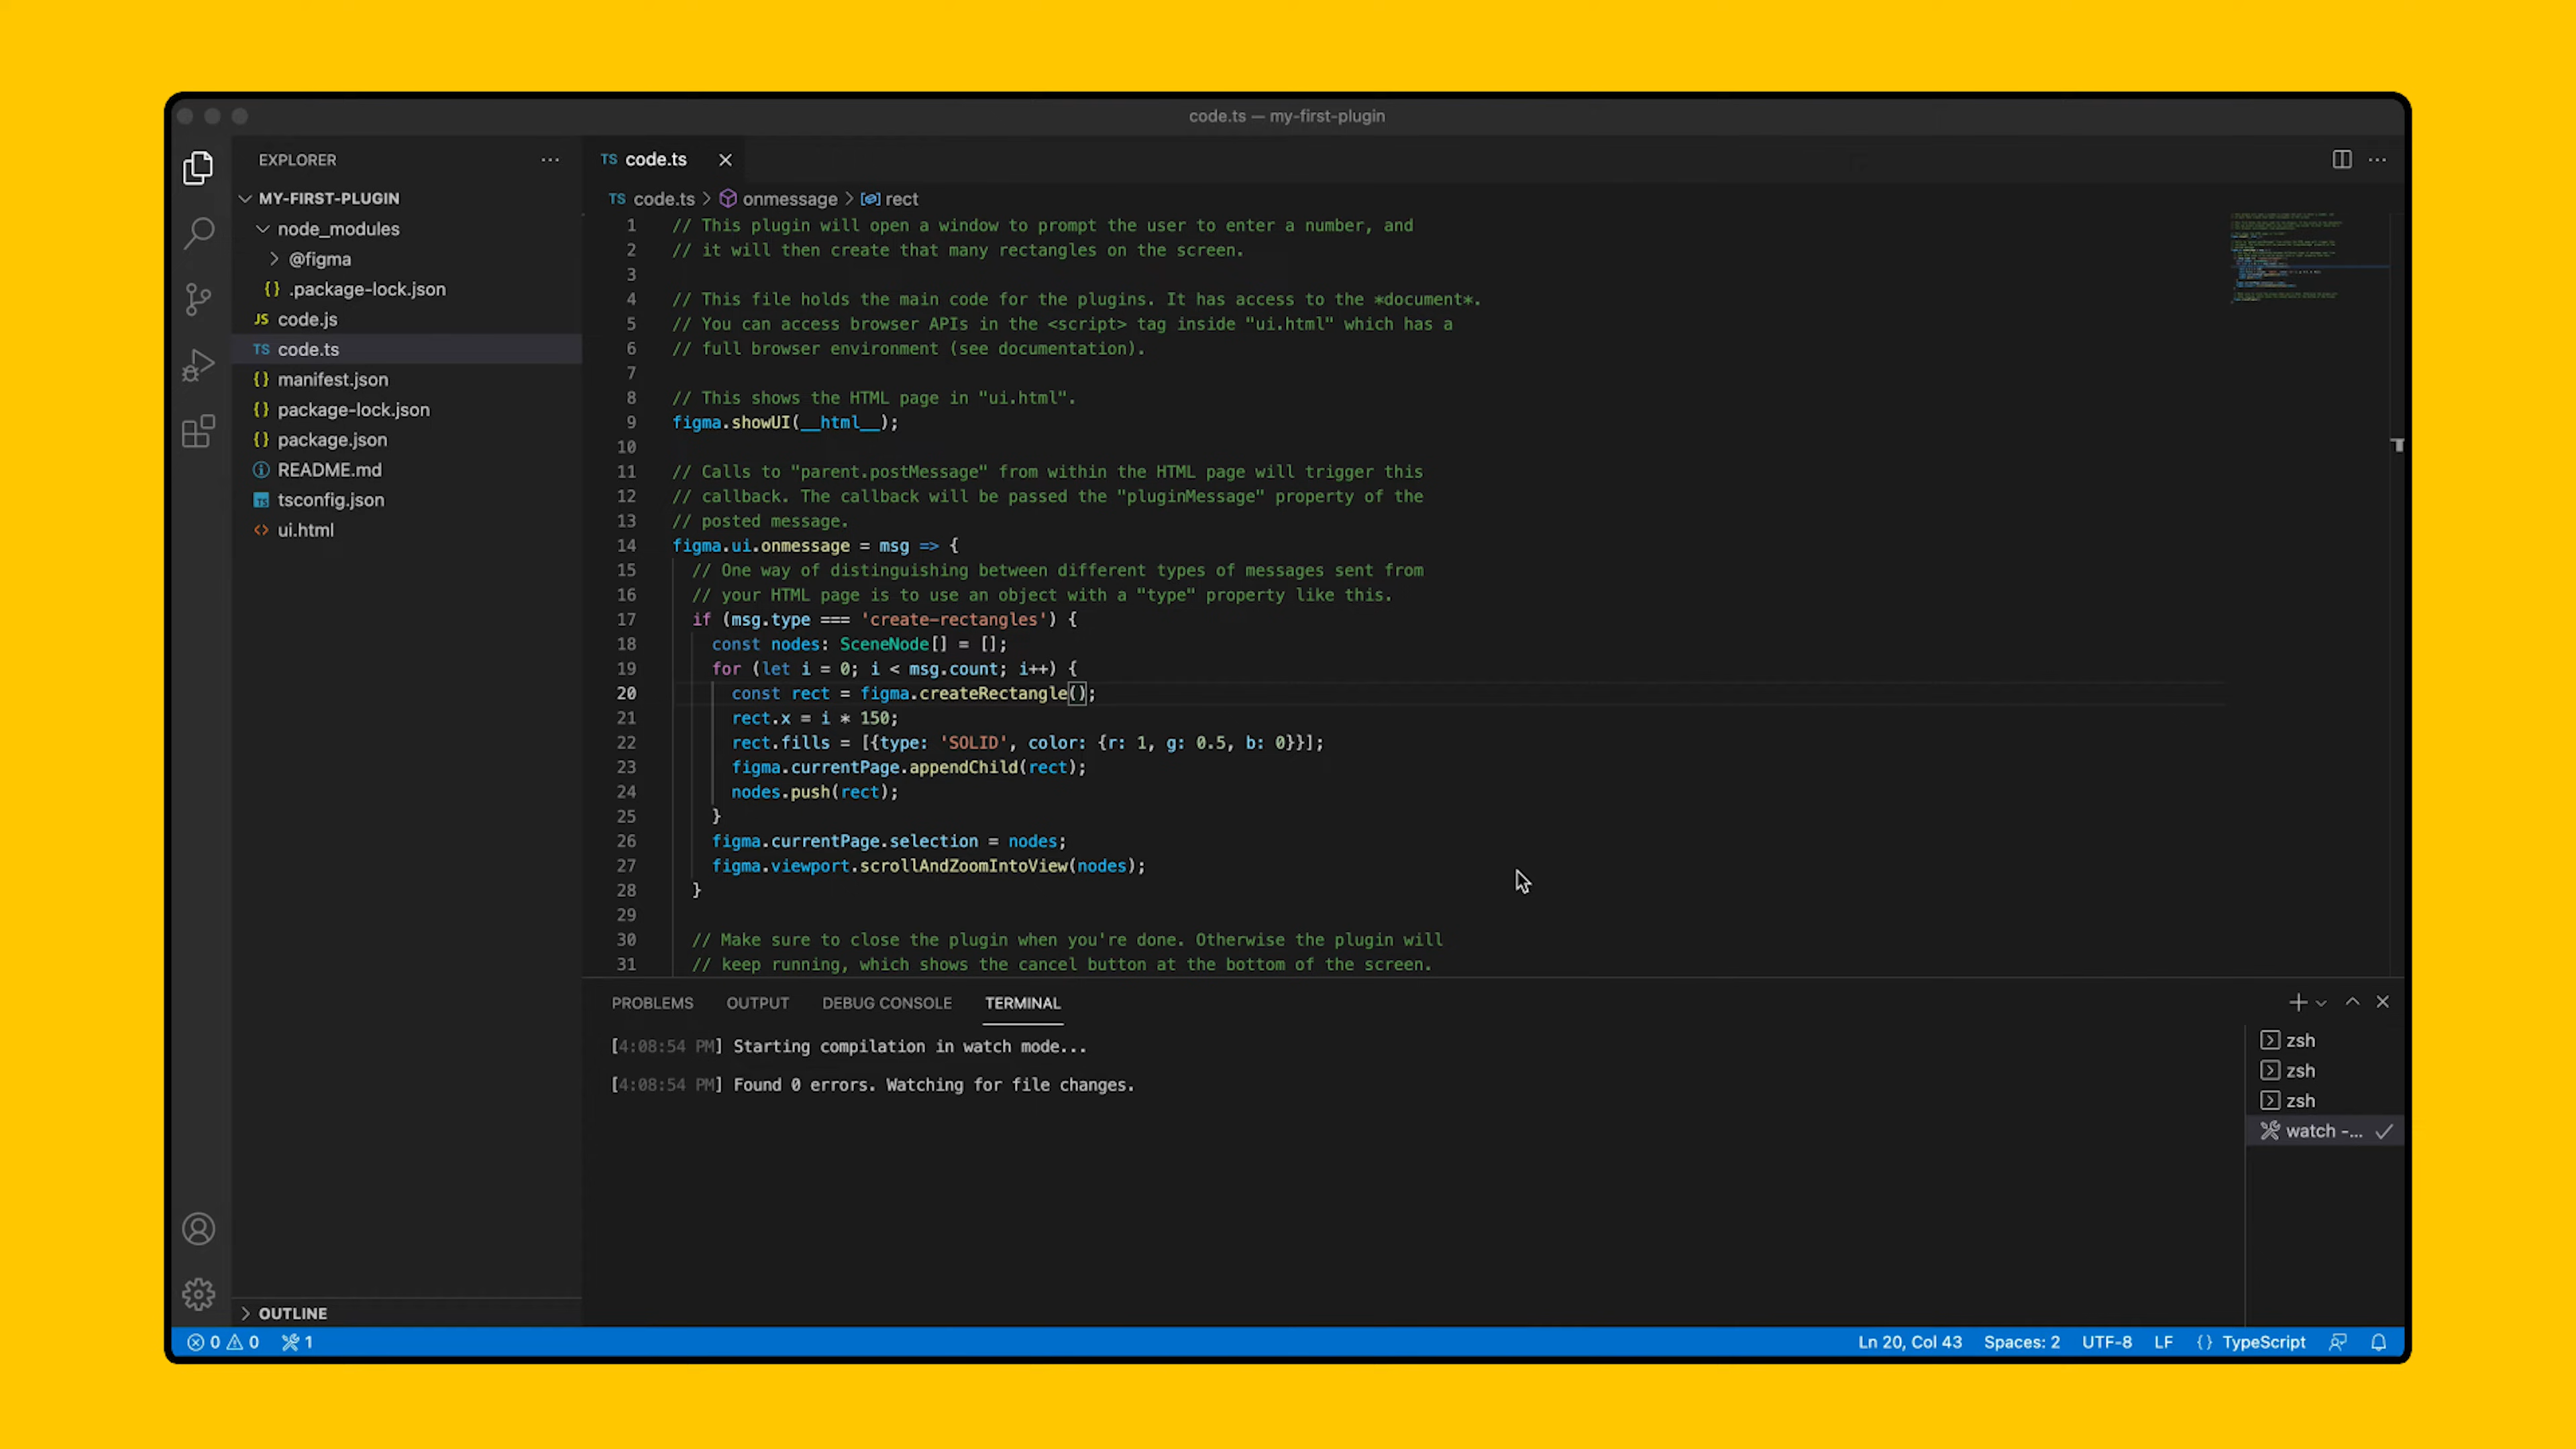 code.ts — my-first-plugin
EXPLORER
MY-FIRST-PLUGIN
node_modules
@figma
{} .package-lock.json
JS code.js
TS code.ts
{} manifest.json
{} package-lock.json
{} package.json
README.md
TS tsconfig.json
<> ui.html
OUTLINE
TS code.ts
TS code.ts > onmessage > rect
1 // This plugin will open a window to prompt the user to enter a number, and
2 // it will then create that many rectangles on the screen.
3
4 // This file holds the main code for the plugins. It has access to the *document*.
5 // You can access browser APIs in the <script> tag inside "ui.html" which has a
6 // full browser environment (see documentation).
7
8 // This shows the HTML page in "ui.html".
9 figma.showUI(__html__);
10
11 // Calls to "parent.postMessage" from within the HTML page will trigger this
12 // callback. The callback will be passed the "pluginMessage" property of the
13 // posted message.
14 figma.ui.onmessage = msg => {
15 // One way of distinguishing between different types of messages sent from
16 // your HTML page is to use an object with a "type" property like this.
17 if (msg.type === 'create-rectangles') {
18 const nodes: SceneNode[] = [];
19 for (let i = 0; i < msg.count; i++) {
20 const rect = figma.createRectangle();
21 rect.x = i * 150;
22 rect.fills = [{type: 'SOLID', color: {r: 1, g: 0.5, b: 0}}];
23 figma.currentPage.appendChild(rect);
24 nodes.push(rect);
25 }
26 figma.currentPage.selection = nodes;
27 figma.viewport.scrollAndZoomIntoView(nodes);
28 }
29
30 // Make sure to close the plugin when you're done. Otherwise the plugin will
31 // keep running, which shows the cancel button at the bottom of the screen.
PROBLEMS OUTPUT DEBUG CONSOLE TERMINAL
[4:08:54 PM] Starting compilation in watch mode...
[4:08:54 PM] Found 0 errors. Watching for file changes.
zsh
zsh
zsh
watch -...
0 0 1 Ln 20, Col 43 Spaces: 2 UTF-8 LF {} TypeScript